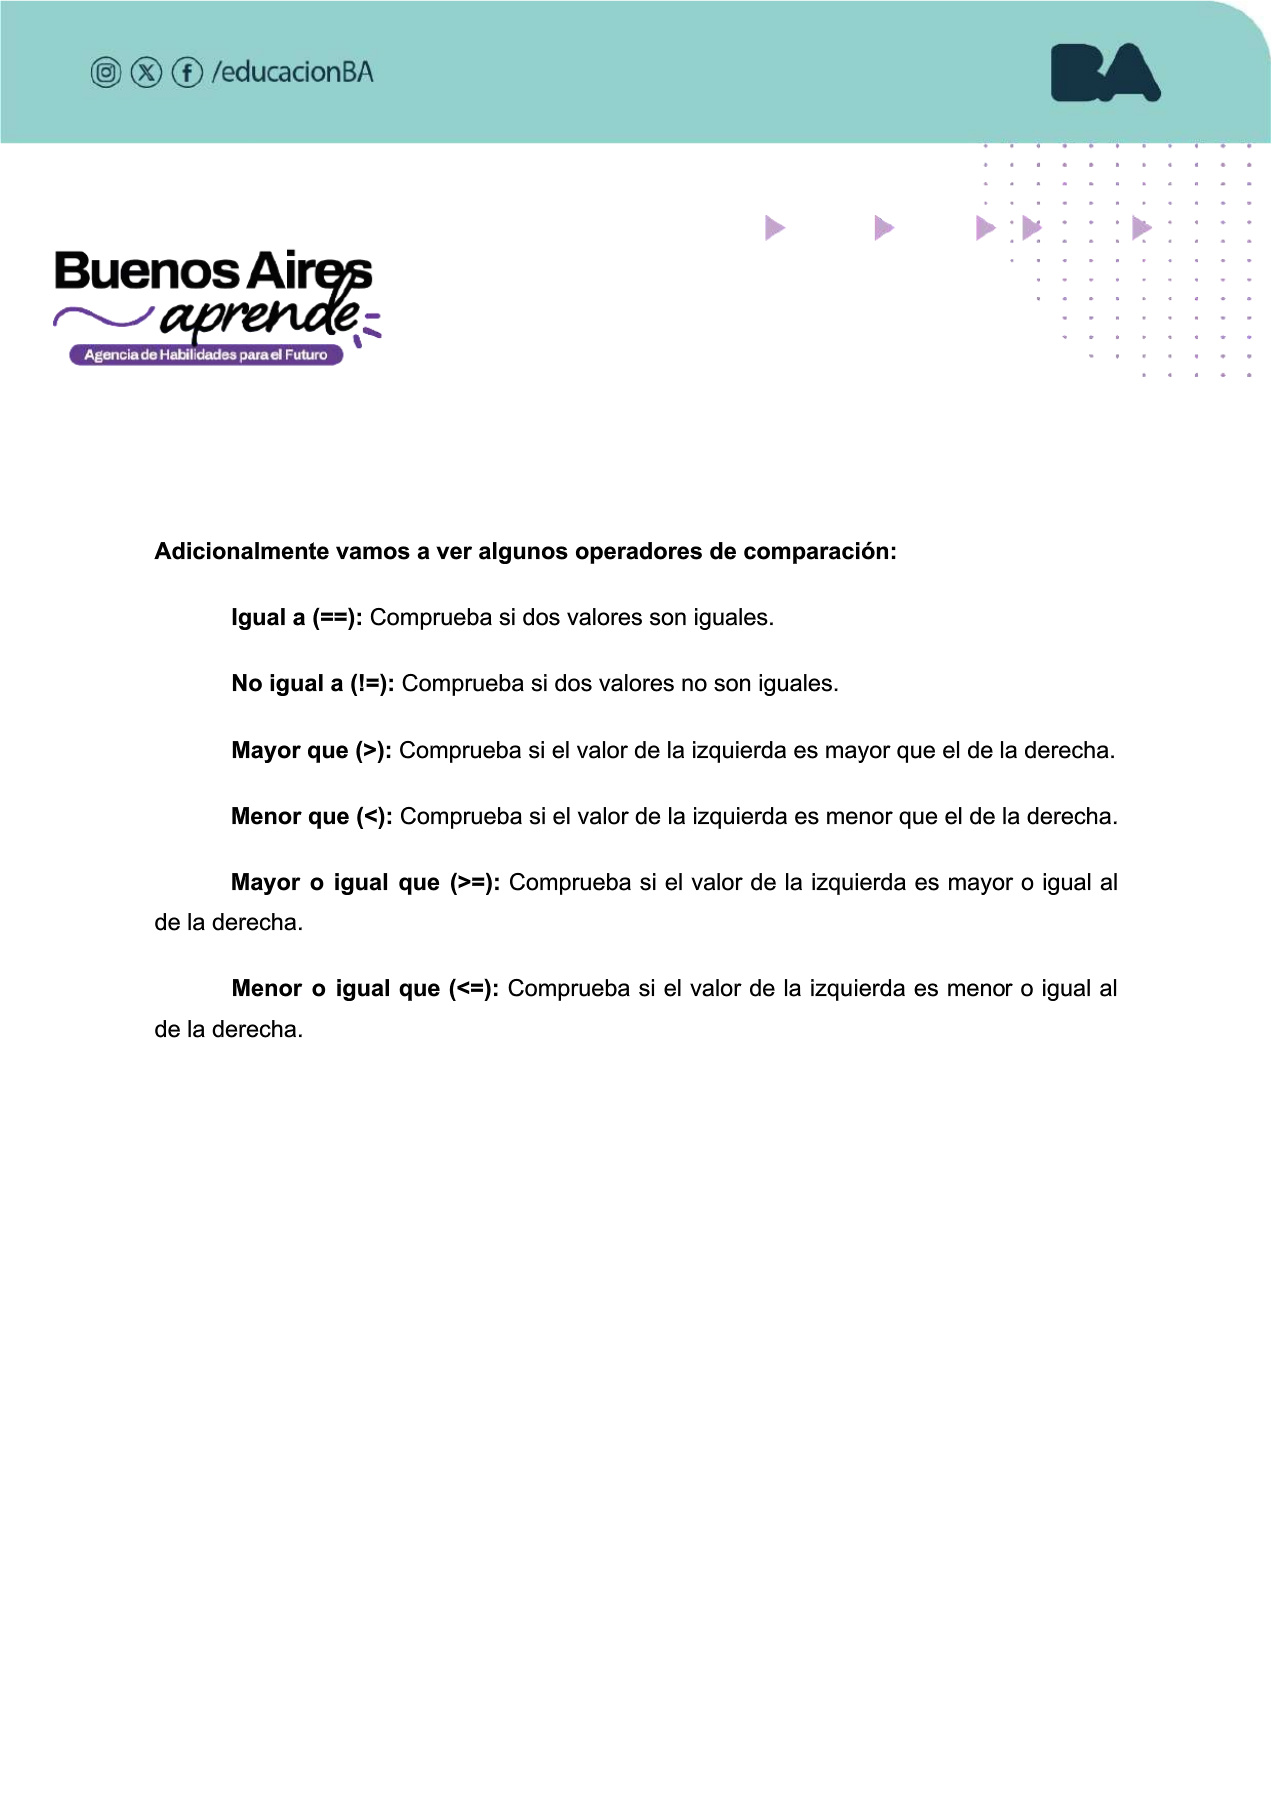 /educacionBA
BA
Buenos Aires
aprende
Agencia de Habilidades para el Futuro
Adicionalmente vamos a ver algunos operadores de comparación:
Igual a (==): Comprueba si dos valores son iguales.
No igual a (!=): Comprueba si dos valores no son iguales.
Mayor que (>): Comprueba si el valor de la izquierda es mayor que el de la derecha.
Menor que (<): Comprueba si el valor de la izquierda es menor que el de la derecha.
Mayor o igual que (>=): Comprueba si el valor de la izquierda es mayor o igual al
de la derecha.
Menor o igual que (<=): Comprueba si el valor de la izquierda es menor o igual al
de la derecha.